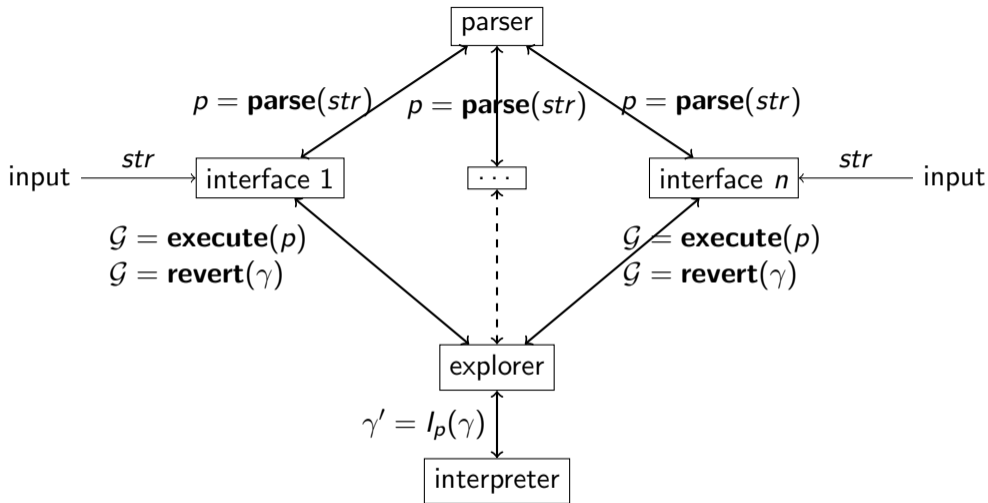 parser
p = parse(str)
p = parse(str)
p = parse(str)
input
str
interface 1
· · ·
interface n
str
input
𝒢 = execute(p)
𝒢 = revert(γ)
𝒢 = execute(p)
𝒢 = revert(γ)
explorer
γ′ = Iₚ(γ)
interpreter